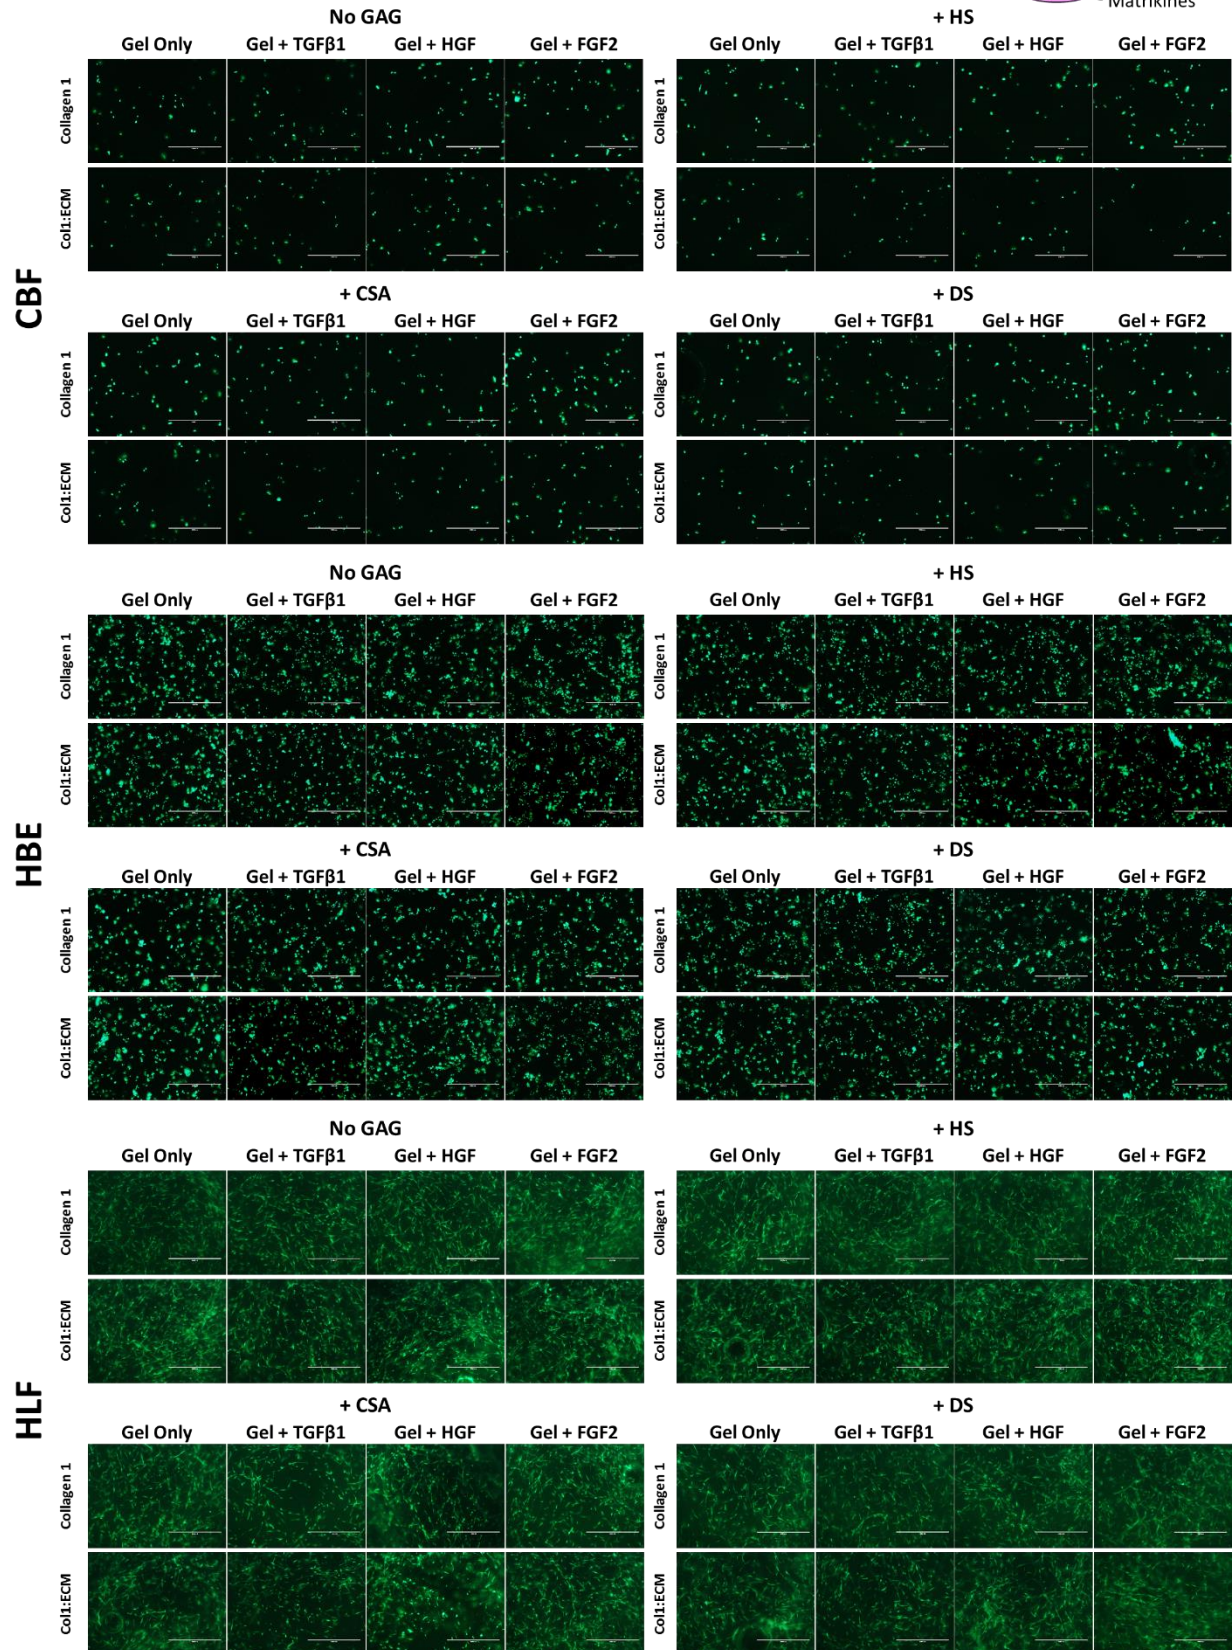 Matrikines
No GAG
+ HS
Gel Only Gel + TGFβ1 Gel + HGF Gel + FGF2
Gel Only Gel + TGFβ1 Gel + HGF Gel + FGF2
Collagen 1
Collagen 1
Col1:ECM
Col1:ECM
CBF
+ CSA
+ DS
Gel Only Gel + TGFβ1 Gel + HGF Gel + FGF2
Gel Only Gel + TGFβ1 Gel + HGF Gel + FGF2
Collagen 1
Collagen 1
Col1:ECM
Col1:ECM
No GAG
+ HS
Gel Only Gel + TGFβ1 Gel + HGF Gel + FGF2
Gel Only Gel + TGFβ1 Gel + HGF Gel + FGF2
Collagen 1
Collagen 1
Col1:ECM
Col1:ECM
HBE
+ CSA
+ DS
Gel Only Gel + TGFβ1 Gel + HGF Gel + FGF2
Gel Only Gel + TGFβ1 Gel + HGF Gel + FGF2
Collagen 1
Collagen 1
Col1:ECM
Col1:ECM
No GAG
+ HS
Gel Only Gel + TGFβ1 Gel + HGF Gel + FGF2
Gel Only Gel + TGFβ1 Gel + HGF Gel + FGF2
Collagen 1
Collagen 1
Col1:ECM
Col1:ECM
HLF
+ CSA
+ DS
Gel Only Gel + TGFβ1 Gel + HGF Gel + FGF2
Gel Only Gel + TGFβ1 Gel + HGF Gel + FGF2
Collagen 1
Collagen 1
Col1:ECM
Col1:ECM